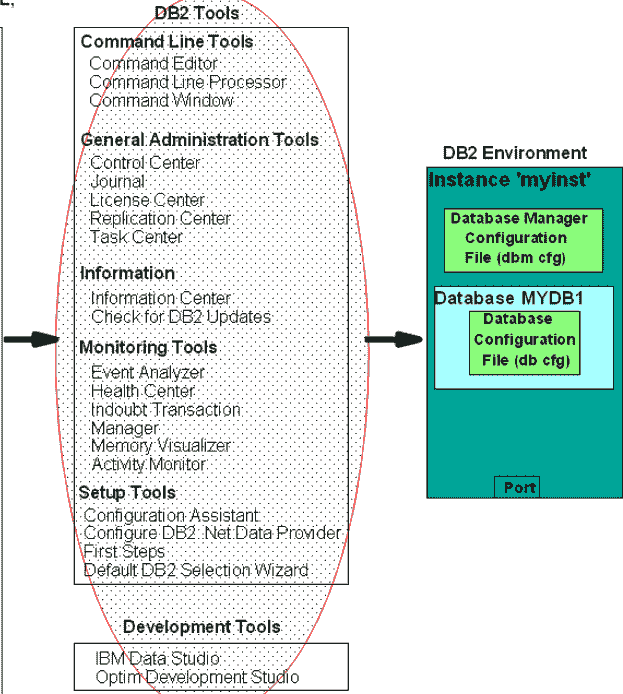 DB2 Tools
Command Line Tools
Command Editor
Command Line Processor
Command Window
General Administration Tools
Control Center
Journal
License Center
Replication Center
Task Center
Information
Information Center
Check for DB2 Updates
Monitoring Tools
Event Analyzer
Health Center
Indoubt Transaction
Manager
Memory Visualizer
Activity Monitor
Setup Tools
Configuration Assistant
Configure DB2 .Net Data Provider
First Steps
Default DB2 Selection Wizard
Development Tools
IBM Data Studio
Optim Development Studio
DB2 Environment
Instance 'myinst'
Database Manager
Configuration
File (dbm cfg)
Database MYDB1
Database
Configuration
File (db cfg)
Port